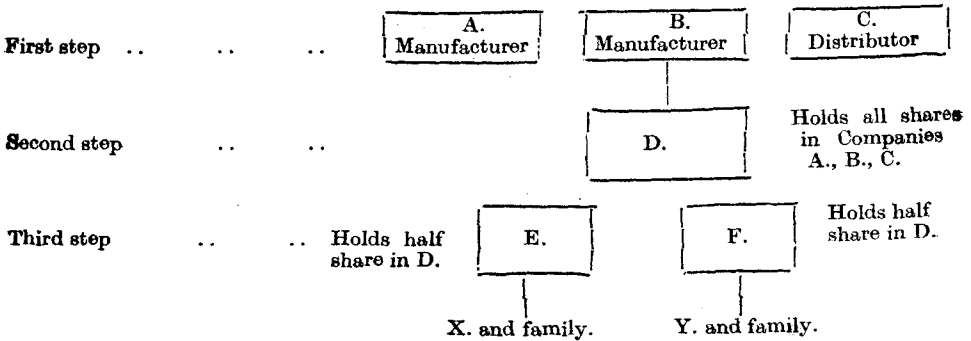 First step .. .. ..
A.
Manufacturer
B.
Manufacturer
C.
Distributor
Second step .. ..
D.
Holds all shares
in Companies
A., B., C.
Third step .. ..
Holds half
share in D.
E.
F.
Holds half
share in D.
X. and family.
Y. and family.